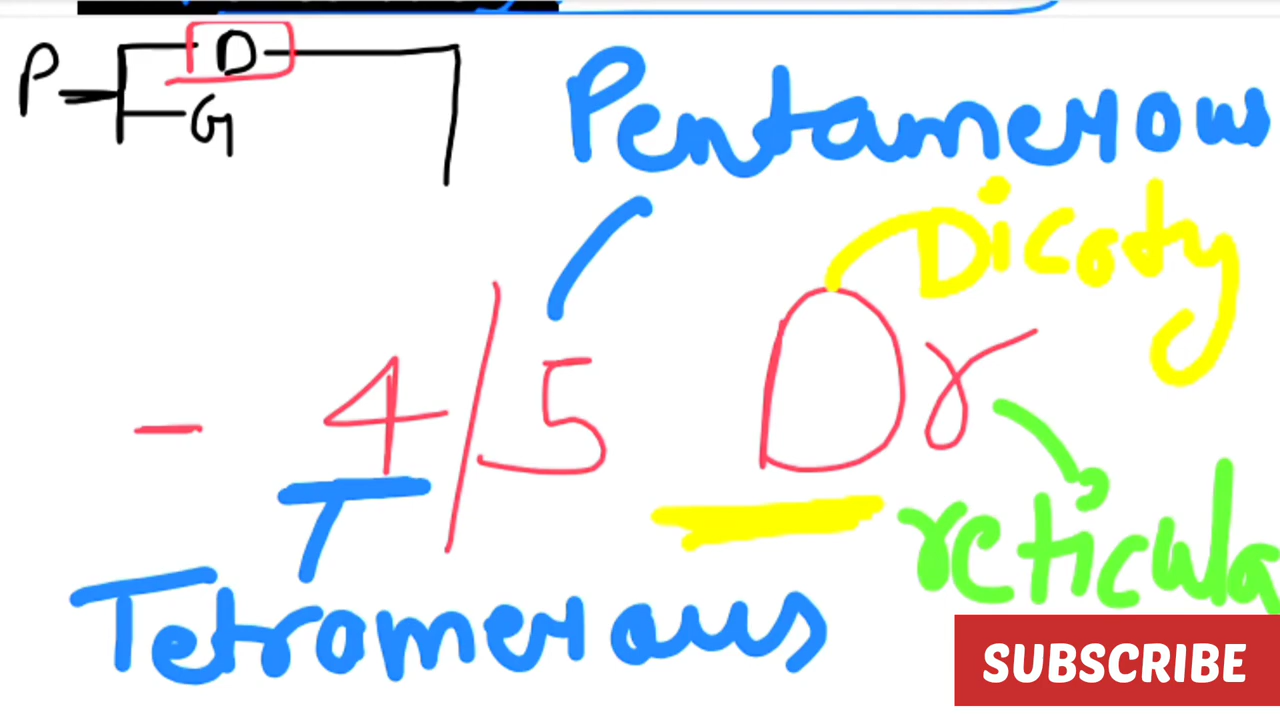 P D
G
Pentamerous
Dicoty
- 4/5 Dr
reticula
Tetramerous
SUBSCRIBE